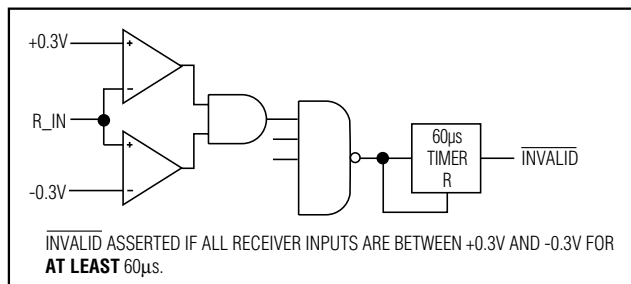 +0.3V
R_IN
-0.3V
+
-
+
-
60μs
TIMER
R
INVALID
INVALID ASSERTED IF ALL RECEIVER INPUTS ARE BETWEEN +0.3V AND -0.3V FOR
AT LEAST 60μs.